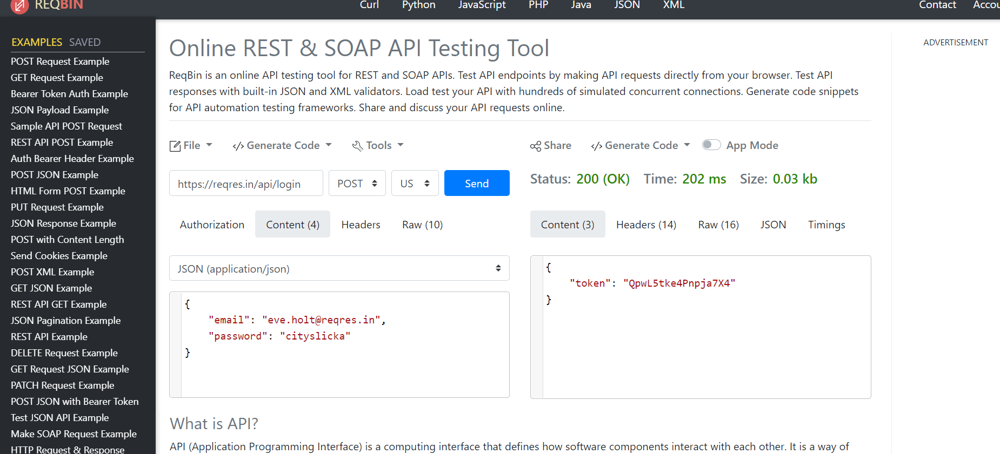 REQBIN
Curl Python JavaScript PHP Java JSON XML
Contact Accou
EXAMPLES SAVED
POST Request Example
GET Request Example
Bearer Token Auth Example
JSON Payload Example
Sample API POST Request
REST API POST Example
Auth Bearer Header Example
POST JSON Example
HTML Form POST Example
PUT Request Example
JSON Response Example
POST with Content Length
Send Cookies Example
POST XML Example
GET JSON Example
REST API GET Example
JSON Pagination Example
REST API Example
DELETE Request Example
GET Request JSON Example
PATCH Request Example
POST JSON with Bearer Token
Test JSON API Example
Make SOAP Request Example
HTTP Request & Response
Online REST & SOAP API Testing Tool
ReqBin is an online API testing tool for REST and SOAP APIs. Test API endpoints by making API requests directly from your browser. Test API
responses with built-in JSON and XML validators. Load test your API with hundreds of simulated concurrent connections. Generate code snippets
for API automation testing frameworks. Share and discuss your API requests online.
File Generate Code Tools
https://reqres.in/api/login POST US Send
Authorization Content (4) Headers Raw (10)
JSON (application/json)
{
"email": "eve.holt@reqres.in",
"password": "cityslicka"
}
Share Generate Code App Mode
Status: 200 (OK) Time: 202 ms Size: 0.03 kb
Content (3) Headers (14) Raw (16) JSON Timings
{
"token": "QpwL5tke4Pnpja7X4"
}
What is API?
API (Application Programming Interface) is a computing interface that defines how software components interact with each other. It is a way of
ADVERTISEMENT